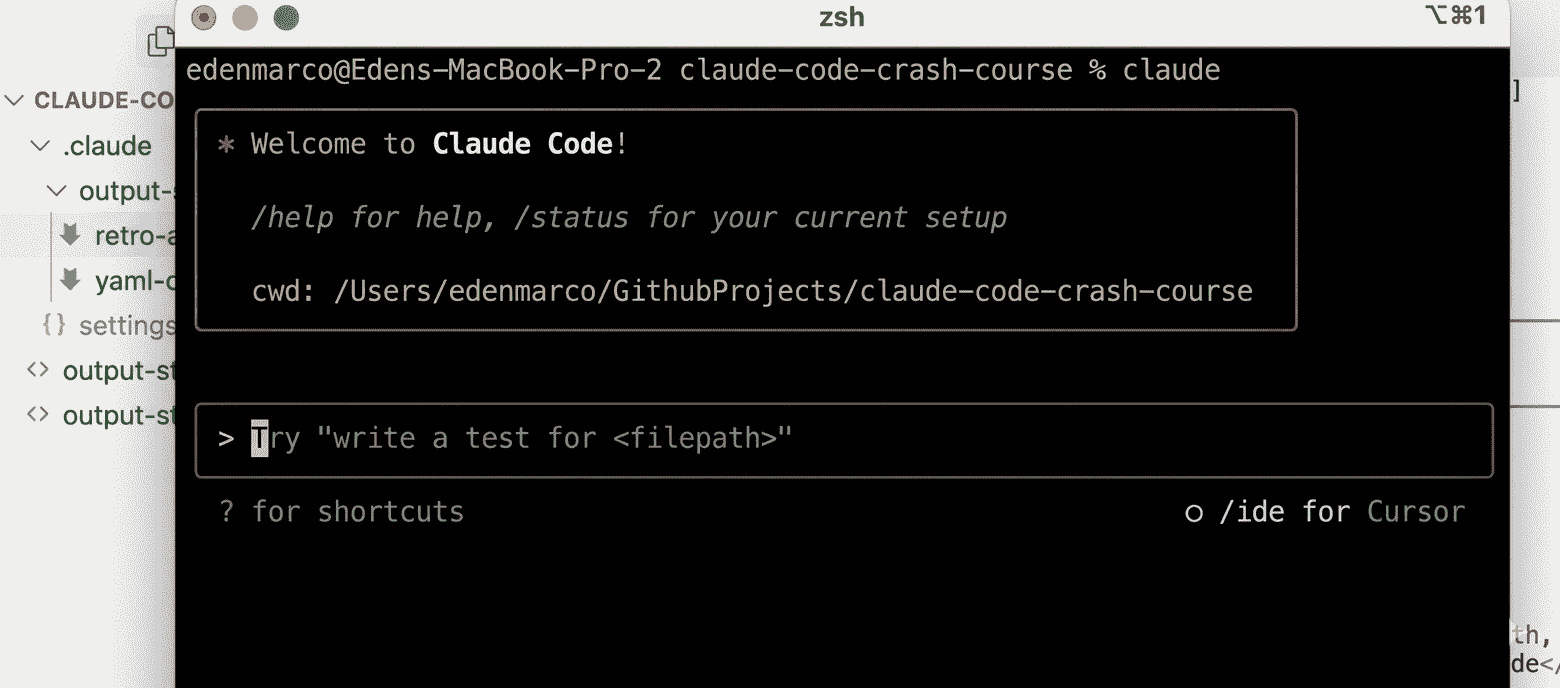 zsh
⌥⌘1
edenmarco@Edens-MacBook-Pro-2 claude-code-crash-course % claude
* Welcome to Claude Code!
/help for help, /status for your current setup
cwd: /Users/edenmarco/GithubProjects/claude-code-crash-course
> Try "write a test for <filepath>"
? for shortcuts
○ /ide for Cursor
CLAUDE-CO
.claude
output-s
retro-a
yaml-c
{} settings
<> output-st
<> output-st
]
th,
de</